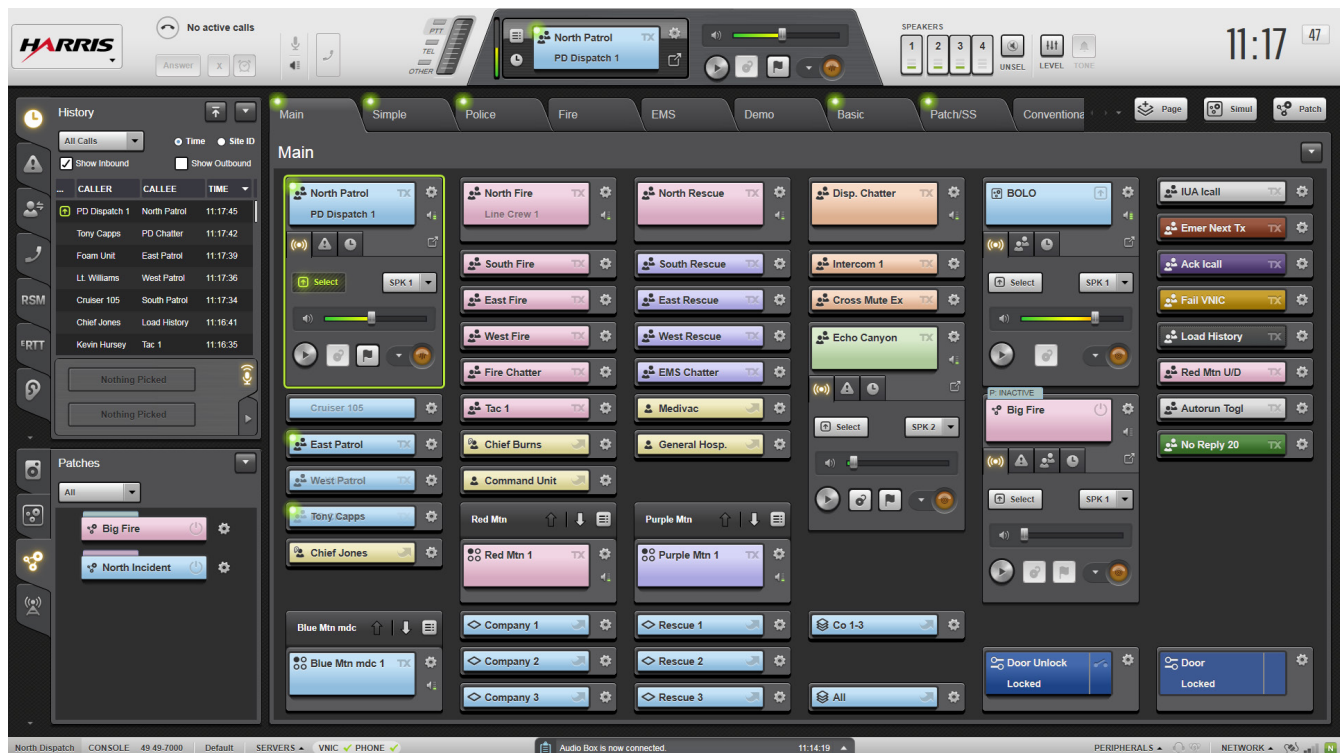 HARRIS
No active calls
Answer
X
PTT
TEL
OTHER
North Patrol TX
PD Dispatch 1
SPEAKERS
1 2 3 4
UNSEL LEVEL TONE
11:17 47
History
All Calls Time Site ID
Show Inbound Show Outbound
... CALLER CALLEE TIME
PD Dispatch 1 North Patrol 11:17:45
Tony Capps PD Chatter 11:17:42
Foam Unit East Patrol 11:17:39
Lt. Williams West Patrol 11:17:36
Cruiser 105 South Patrol 11:17:34
Chief Jones Load History 11:16:41
Kevin Hursey Tac 1 11:16:35
RSM
ERTT
Nothing Picked
Nothing Picked
Patches
All
Big Fire
North Incident
Main Simple Police Fire EMS Demo Basic Patch/SS Conventiona
Page Simul Patch
Main
North Patrol TX
PD Dispatch 1
Select SPK 1
Cruiser 105
East Patrol TX
West Patrol TX
Tony Capps
Chief Jones
Blue Mtn mdc
Blue Mtn mdc 1 TX
North Fire TX
Line Crew 1
South Fire TX
East Fire TX
West Fire TX
Fire Chatter TX
Tac 1 TX
Chief Burns
Command Unit
Red Mtn
Red Mtn 1 TX
Company 1
Company 2
Company 3
North Rescue TX
South Rescue TX
East Rescue TX
West Rescue TX
EMS Chatter TX
Medivac
General Hosp.
Purple Mtn
Purple Mtn 1 TX
Rescue 1
Rescue 2
Rescue 3
Disp. Chatter TX
Intercom 1 TX
Cross Mute Ex TX
Echo Canyon TX
Select SPK 2
Co 1-3
All
BOLO
Select SPK 1
P: INACTIVE
Big Fire
Select SPK 1
Door Unlock
Locked
IUA Icall TX
Emer Next Tx TX
Ack Icall TX
Fail VNIC TX
Load History TX
Red Mtn U/D TX
Autorun Togl TX
No Reply 20 TX
Door
Locked
North Dispatch CONSOLE 49 49-7000 Default SERVERS VNIC PHONE
Audio Box is now connected. 11:14:19
PERIPHERALS NETWORK N